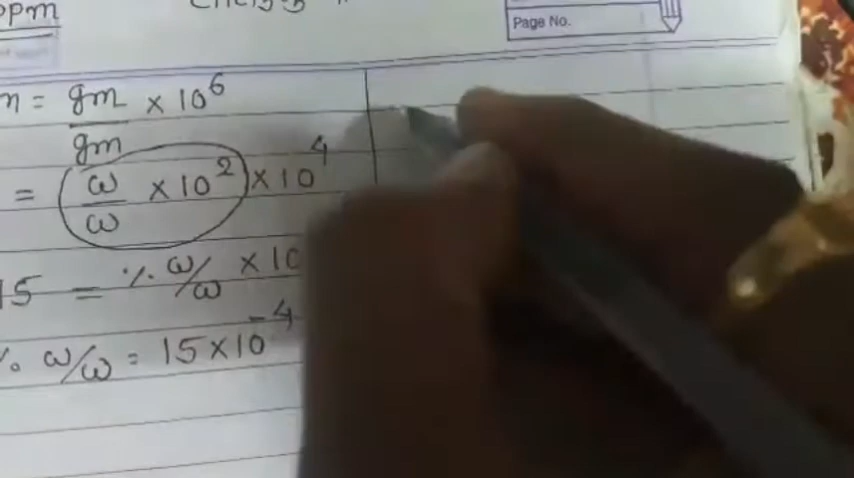 ppm
Page No.
= gm/gm × 10⁶
= (ω/ω × 10²) × 10⁴
15 = % ω/ω × 10
% ω/ω = 15 × 10⁻⁴